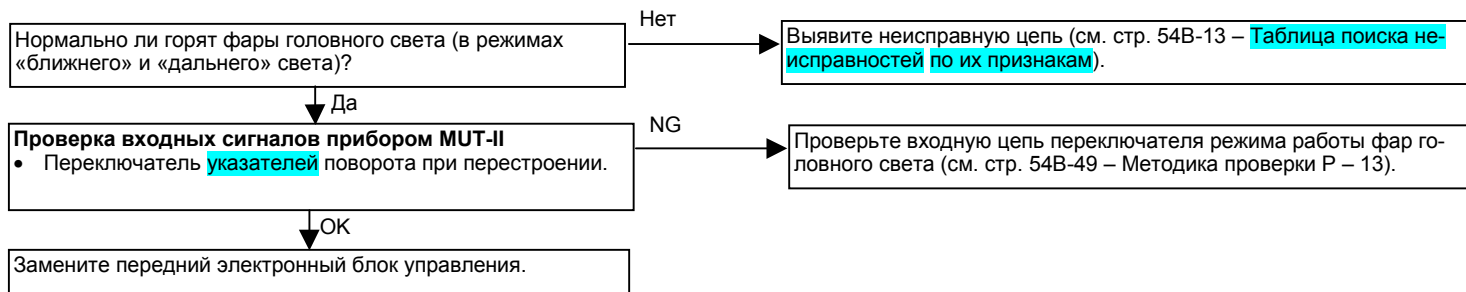 Нет
Нормально ли горят фары головного света (в режимах
«ближнего» и «дальнего» света)?
Выявите неисправную цепь (см. стр. 54B-13 – Таблица поиска не-
исправностей по их признакам).
Да
Проверка входных сигналов прибором MUT-II
• Переключатель указателей поворота при перестроении.
NG
Проверьте входную цепь переключателя режима работы фар го-
ловного света (см. стр. 54B-49 – Методика проверки P – 13).
OK
Замените передний электронный блок управления.